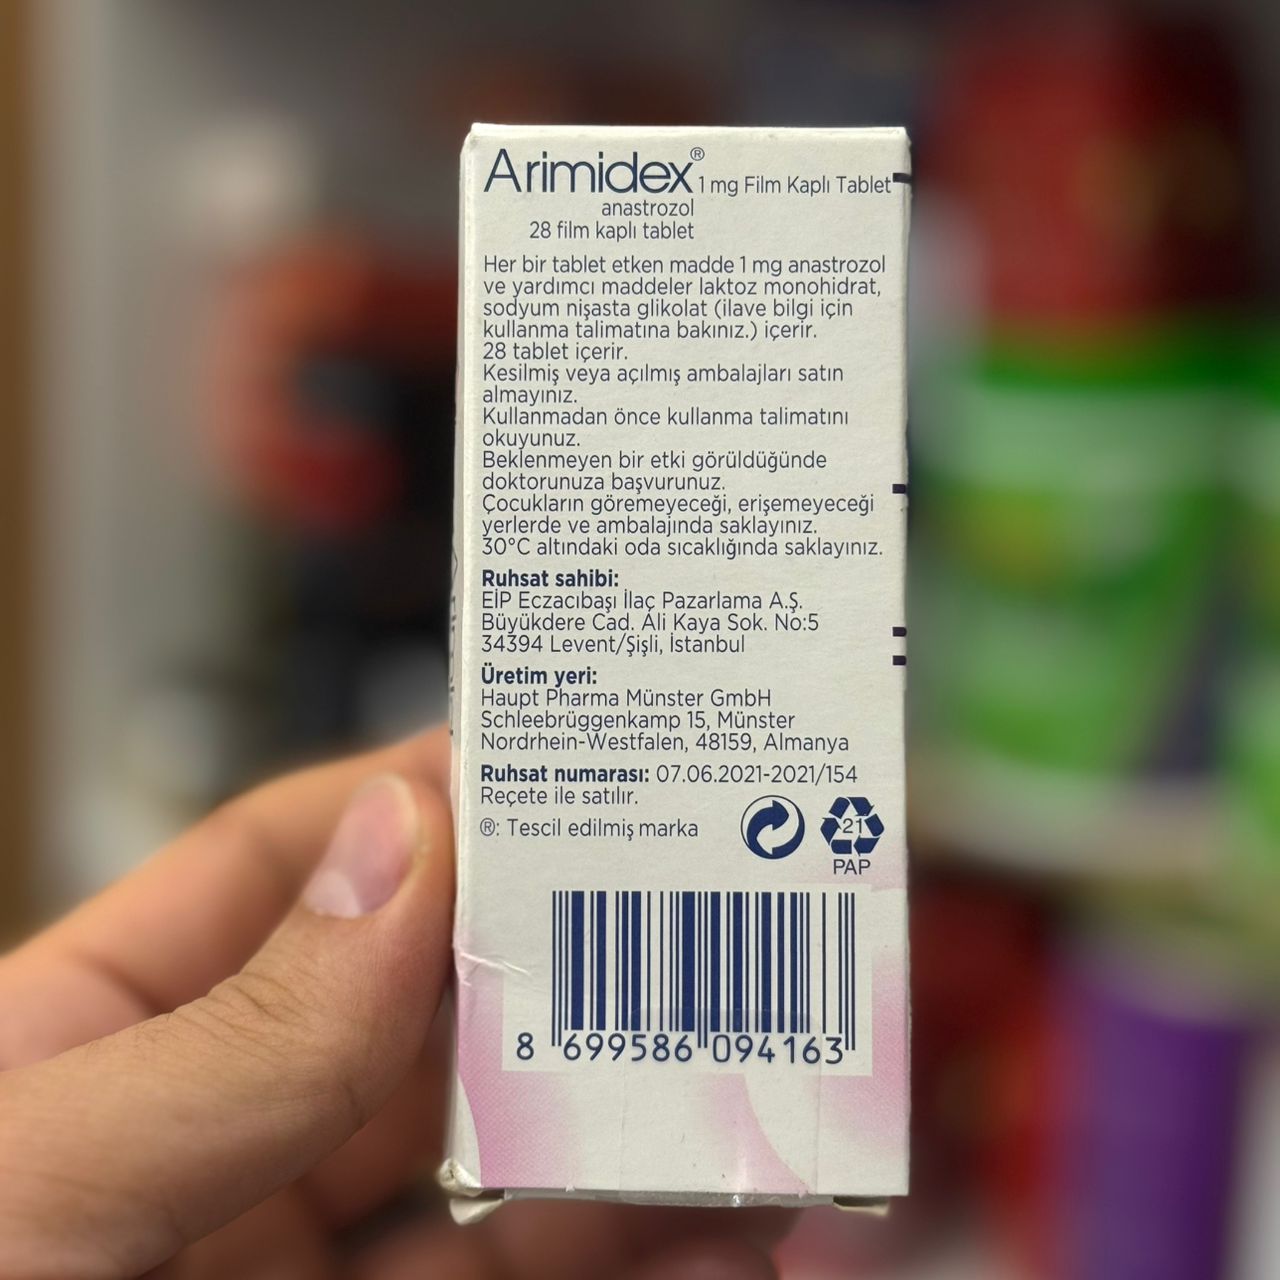 Arimidex® 1 mg Film Kaplı Tablet
anastrozol
28 film kaplı tablet
Her bir tablet etken madde 1 mg anastrozol
ve yardımcı maddeler laktoz monohidrat,
sodyum nişasta glikolat (ilave bilgi için
kullanma talimatına bakınız.) içerir.
28 tablet içerir.
Kesilmiş veya açılmış ambalajları satın
almayınız.
Kullanmadan önce kullanma talimatını
okuyunuz.
Beklenmeyen bir etki görüldüğünde
doktorunuza başvurunuz.
Çocukların göremeyeceği, erişemeyeceği
yerlerde ve ambalajında saklayınız.
30°C altındaki oda sıcaklığında saklayınız.
Ruhsat sahibi:
EİP Eczacıbaşı İlaç Pazarlama A.Ş.
Büyükdere Cad. Ali Kaya Sok. No:5
34394 Levent/Şişli, İstanbul
Üretim yeri:
Haupt Pharma Münster GmbH
Schleebrüggenkamp 15, Münster
Nordrhein-Westfalen, 48159, Almanya
Ruhsat numarası: 07.06.2021-2021/154
Reçete ile satılır.
®: Tescil edilmiş marka
21
PAP
8 699586 094163